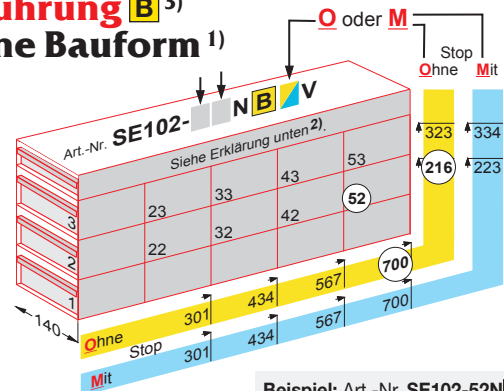 ührung B 3)
ne Bauform 1)
O oder M
Stop
Ohne Mit
Art.-Nr. SE102- N B V
Siehe Erklärung unten 2).
323 334
216 223
3 23 33 43 53
2 22 32 42 52
1
140
Ohne 301 434 567 700
Stop
Mit 301 434 567 700
Beispiel: Art.-Nr. SE102-52N